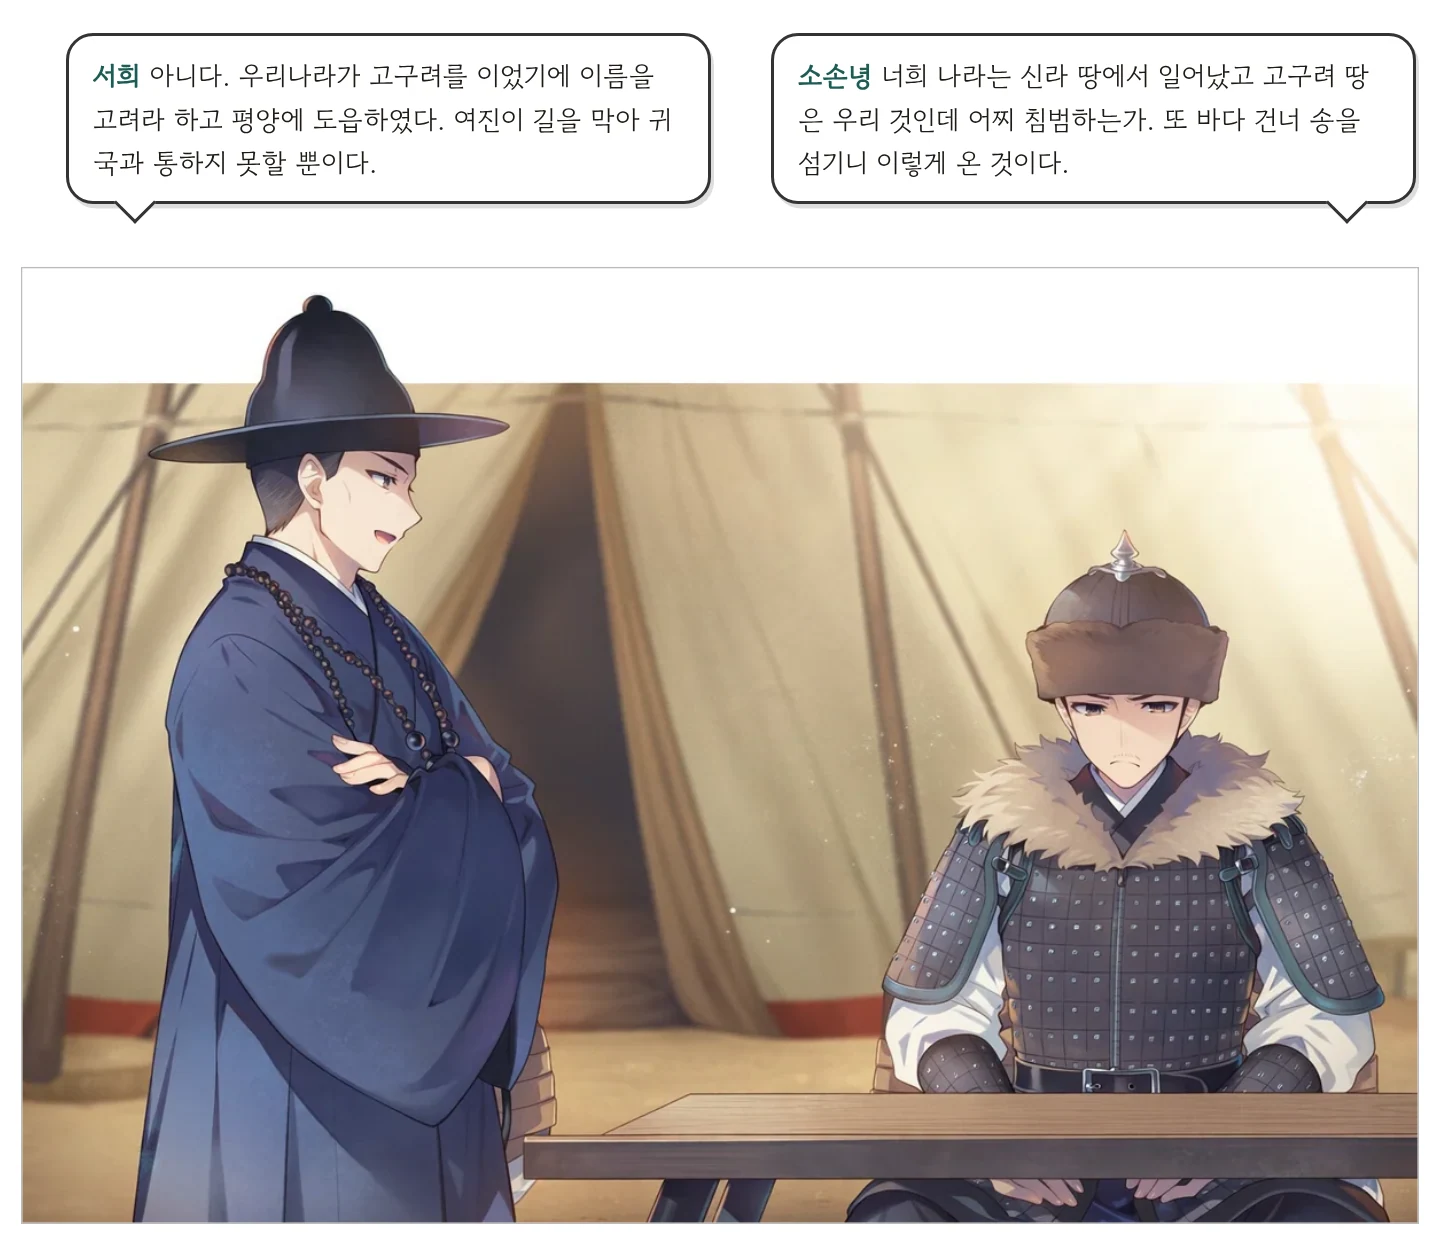 서희 아니다. 우리나라가 고구려를 이었기에 이름을
고려라 하고 평양에 도읍하였다. 여진이 길을 막아 귀
국과 통하지 못할 뿐이다.
소손녕 너희 나라는 신라 땅에서 일어났고 고구려 땅
은 우리 것인데 어찌 침범하는가. 또 바다 건너 송을
섬기니 이렇게 온 것이다.